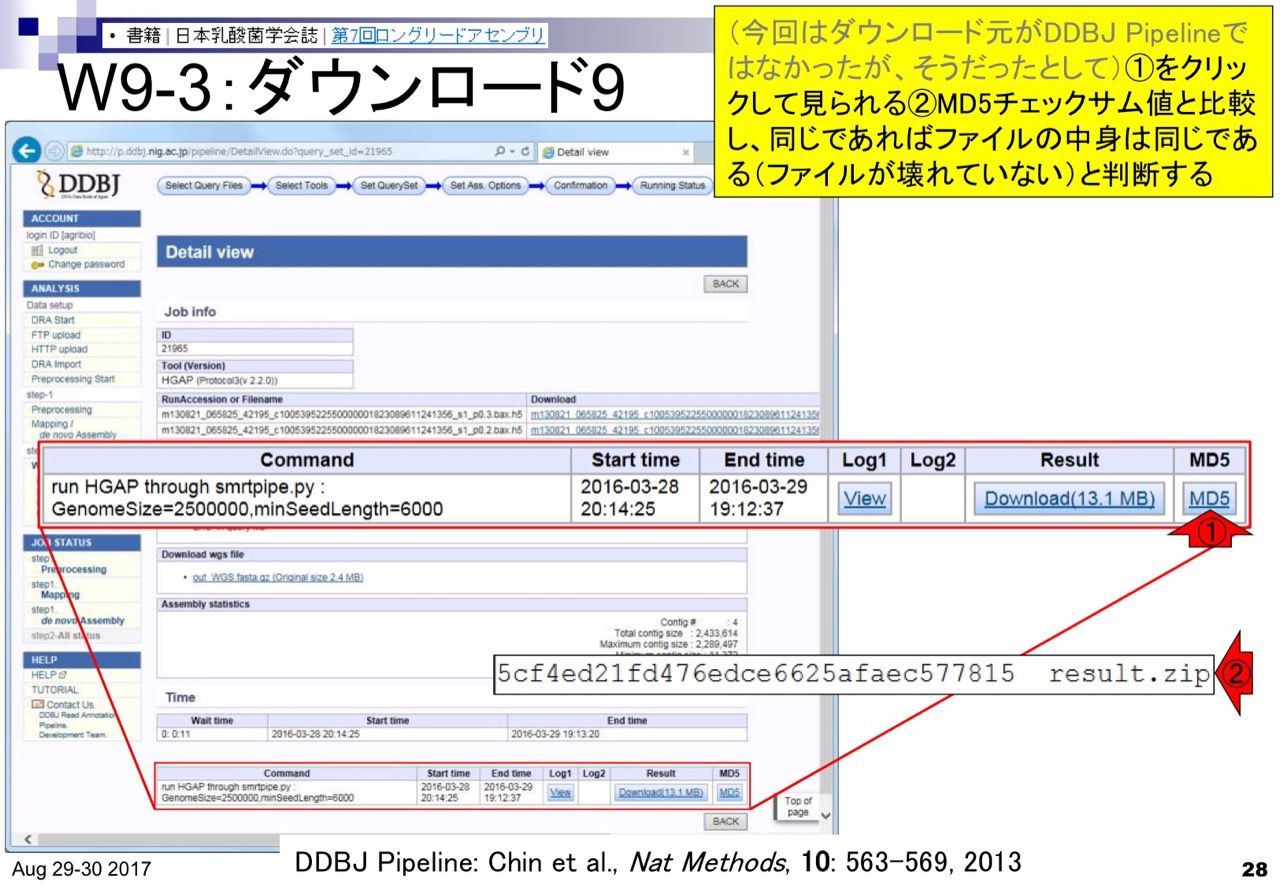 • 書籍 | 日本乳酸菌学会誌 | 第7回ロングリードアセンブリ
W9-3：ダウンロード9
（今回はダウンロード元がDDBJ Pipelineで
はなかったが、そうだったとして）①をクリッ
クして見られる②MD5チェックサム値と比較
し、同じであればファイルの中身は同じであ
る（ファイルが壊れていない）と判断する
http://p.ddbj.nig.ac.jp/pipeline/DetailView.do?query_set_id=21965
Detail view
DDBJ
Select Query Files Select Tools Set QuerySet Set Ass. Options Confirmation Running Status
ACCOUNT
login ID [agribio]
Logout
Change password
ANALYSIS
Data setup
DRA Start
FTP upload
HTTP upload
DRA Import
Preprocessing Start
step-1
Preprocessing
Mapping /
de novo Assembly
Detail view
BACK
Job info
ID
21965
Tool (Version)
HGAP (Protocol3(v 2.2.0))
RunAccession or Filename Download
m130821_065825_42195_c100539522550000001823089611241356_s1_p0.3.bax.h5 m130821_065825_42195_c10053952255000000018230896112413
m130821_065825_42195_c100539522550000001823089611241356_s1_p0.2.bax.h5 m130821_065825_42195_c10053952255000000018230896112413
Command Start time End time Log1 Log2 Result MD5
run HGAP through smrtpipe.py : 2016-03-28 2016-03-29 View Download(13.1 MB) MD5
GenomeSize=2500000,minSeedLength=6000 20:14:25 19:12:37
①
JOB STATUS
step
Preprocessing
step1.
Mapping
step1.
de novo Assembly
step2-All status
HELP
HELP
TUTORIAL
Contact Us
DDBJ Read Annotation
Pipeline.
Development Team.
Download wgs file
• out_WGS.fasta.gz (Original size 2.4 MB)
Assembly statistics
Contig # : 4
Total contig size : 2,433,614
Maximum contig size : 2,289,497
5cf4ed21fd476edce6625afaec577815 result.zip
②
Time
Wait time Start time End time
0: 0:11 2016-03-28 20:14:25 2016-03-29 19:13:20
Command Start time End time Log1 Log2 Result MD5
run HGAP through smrtpipe.py : 2016-03-28 2016-03-29 View Download(13.1 MB) MD5
GenomeSize=2500000,minSeedLength=6000 20:14:25 19:12:37
Top of
page
BACK
Aug 29-30 2017
DDBJ Pipeline: Chin et al., Nat Methods, 10: 563-569, 2013
28